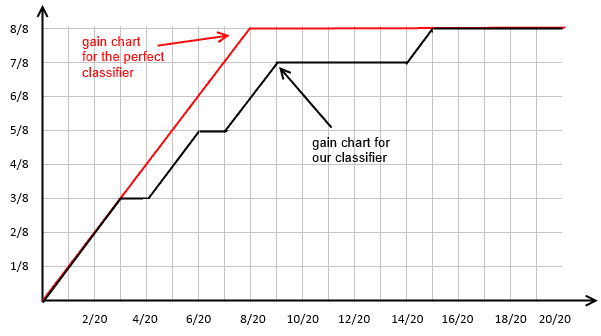 8/8
gain chart
for the perfect
classifier
7/8
6/8
5/8
gain chart for
our classifier
4/8
3/8
2/8
1/8
2/20 4/20 6/20 8/20 10/20 12/20 14/20 16/20 18/20 20/20